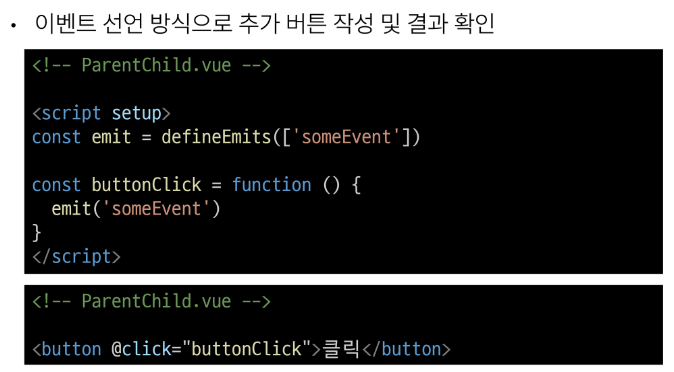 • 이벤트 선언 방식으로 추가 버튼 작성 및 결과 확인
<!-- ParentChild.vue -->
<script setup>
const emit = defineEmits(['someEvent'])
const buttonClick = function () {
  emit('someEvent')
}
</script>
<!-- ParentChild.vue -->
<button @click="buttonClick">클릭</button>